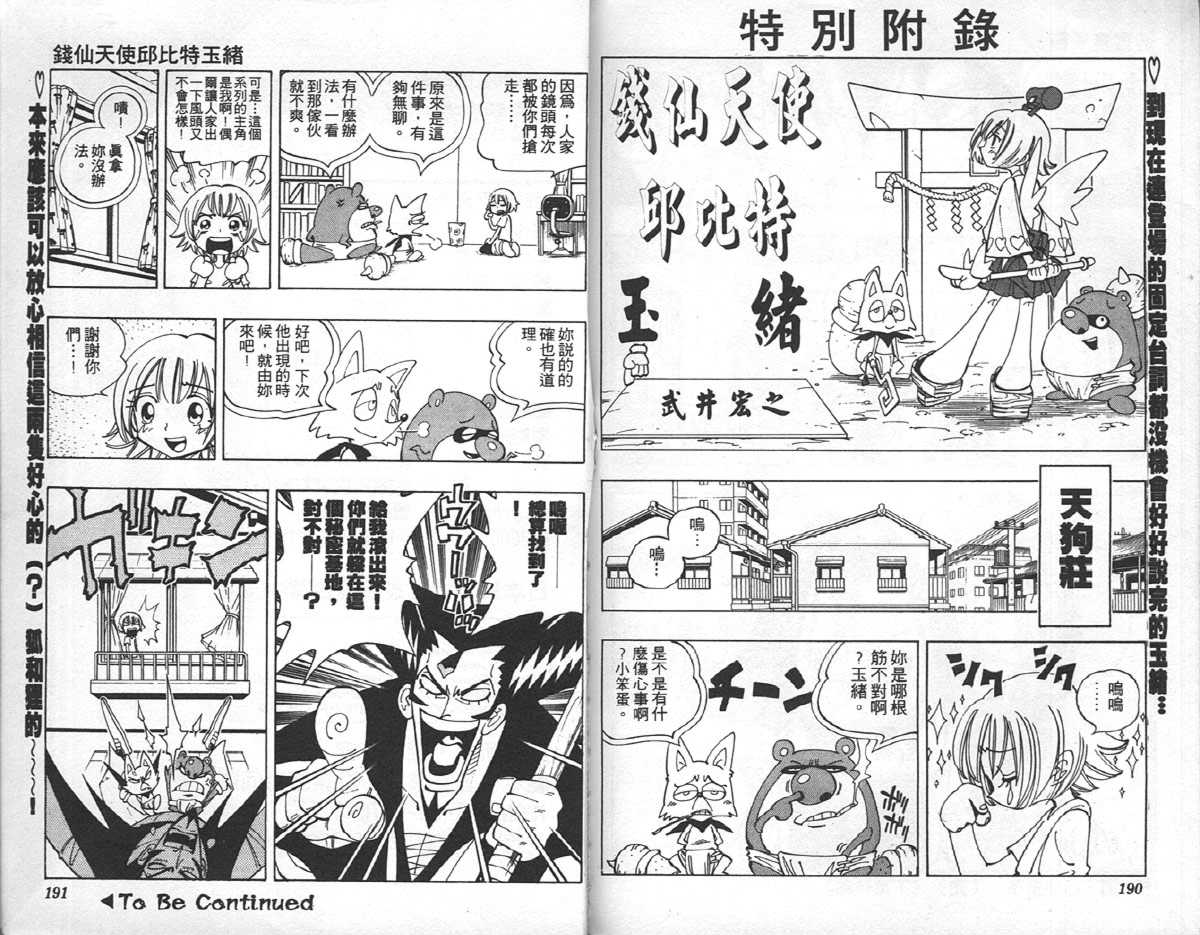 特別附錄
♡到現在連登場的固定台詞都沒機會好好說完的玉緒…
錢仙天使
邱比特
玉緒
武井宏之
天狗莊
嗚…
嗚…
嗚嗚
……
シク
シク
妳是哪根
筋不對啊
?玉緒。
チーン
是不是有什
麼傷心事啊
?小笨蛋。
190
錢仙天使邱比特玉緒
因為,人家
的鏡頭每次
都被你們搶
走……
原來是這
件事,有
夠無聊。
有什麼辦
法,一看
到那傢伙
就不爽。
可是…這個
系列的主角
是我啊!偶
爾讓人家出
一下風頭又
不會怎樣!
嘖!
真拿
妳沒辦
法。
妳說的的
確也有道
理。
好吧,下次
他出現的時
候,就由妳
來吧!
謝謝你
們…!
嗚喔——
總算找到了
!
給我滾出來!
你們就躲在這
個秘密基地,
對不對——?
ガサーン
♡本來應該可以放心相信這兩隻好心的(?)狐和狸的~~~~!
191
◀To Be Continued